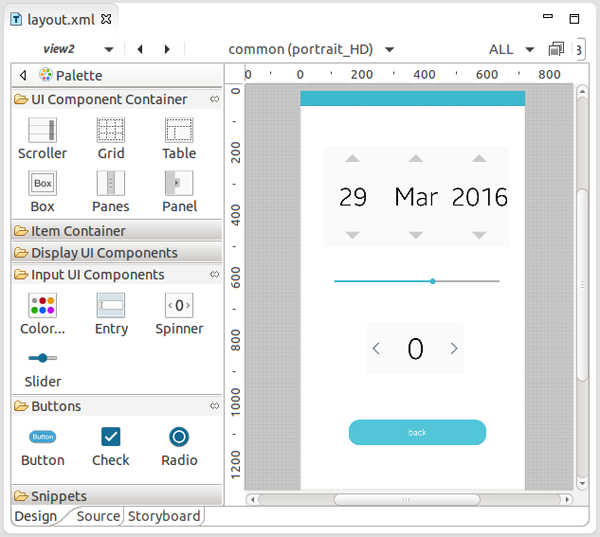 layout.xml
view2 common (portrait_HD) ALL
Palette
UI Component Container
Scroller Grid Table
Box
Box Panes Panel
Item Container
Display UI Components
Input UI Components
<0>
Color... Entry Spinner
Slider
Buttons
Button
Button Check Radio
Snippets
Design Source Storyboard
0 0 200 400 600 800
0
200
400
600
800
1000
1200
29 Mar 2016
0
back